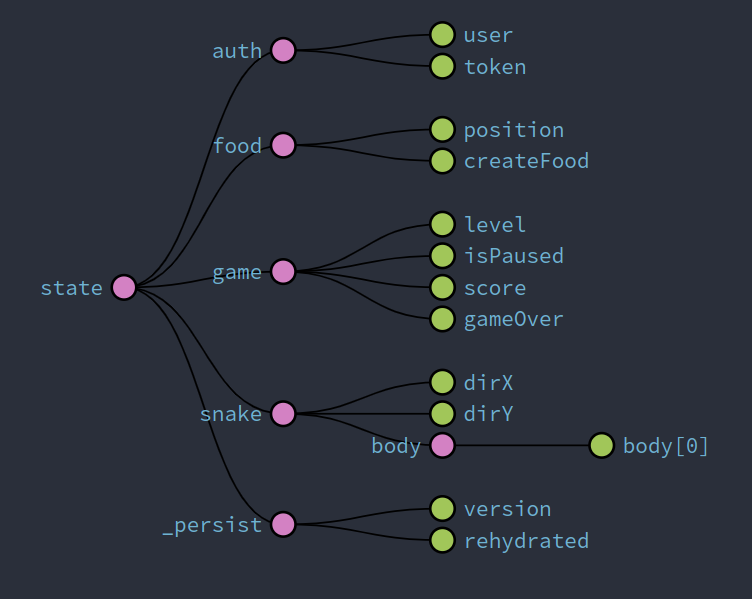 user
auth
token
position
food
createFood
level
isPaused
game
state
score
gameOver
dirX
snake
dirY
body
body[0]
version
_persist
rehydrated